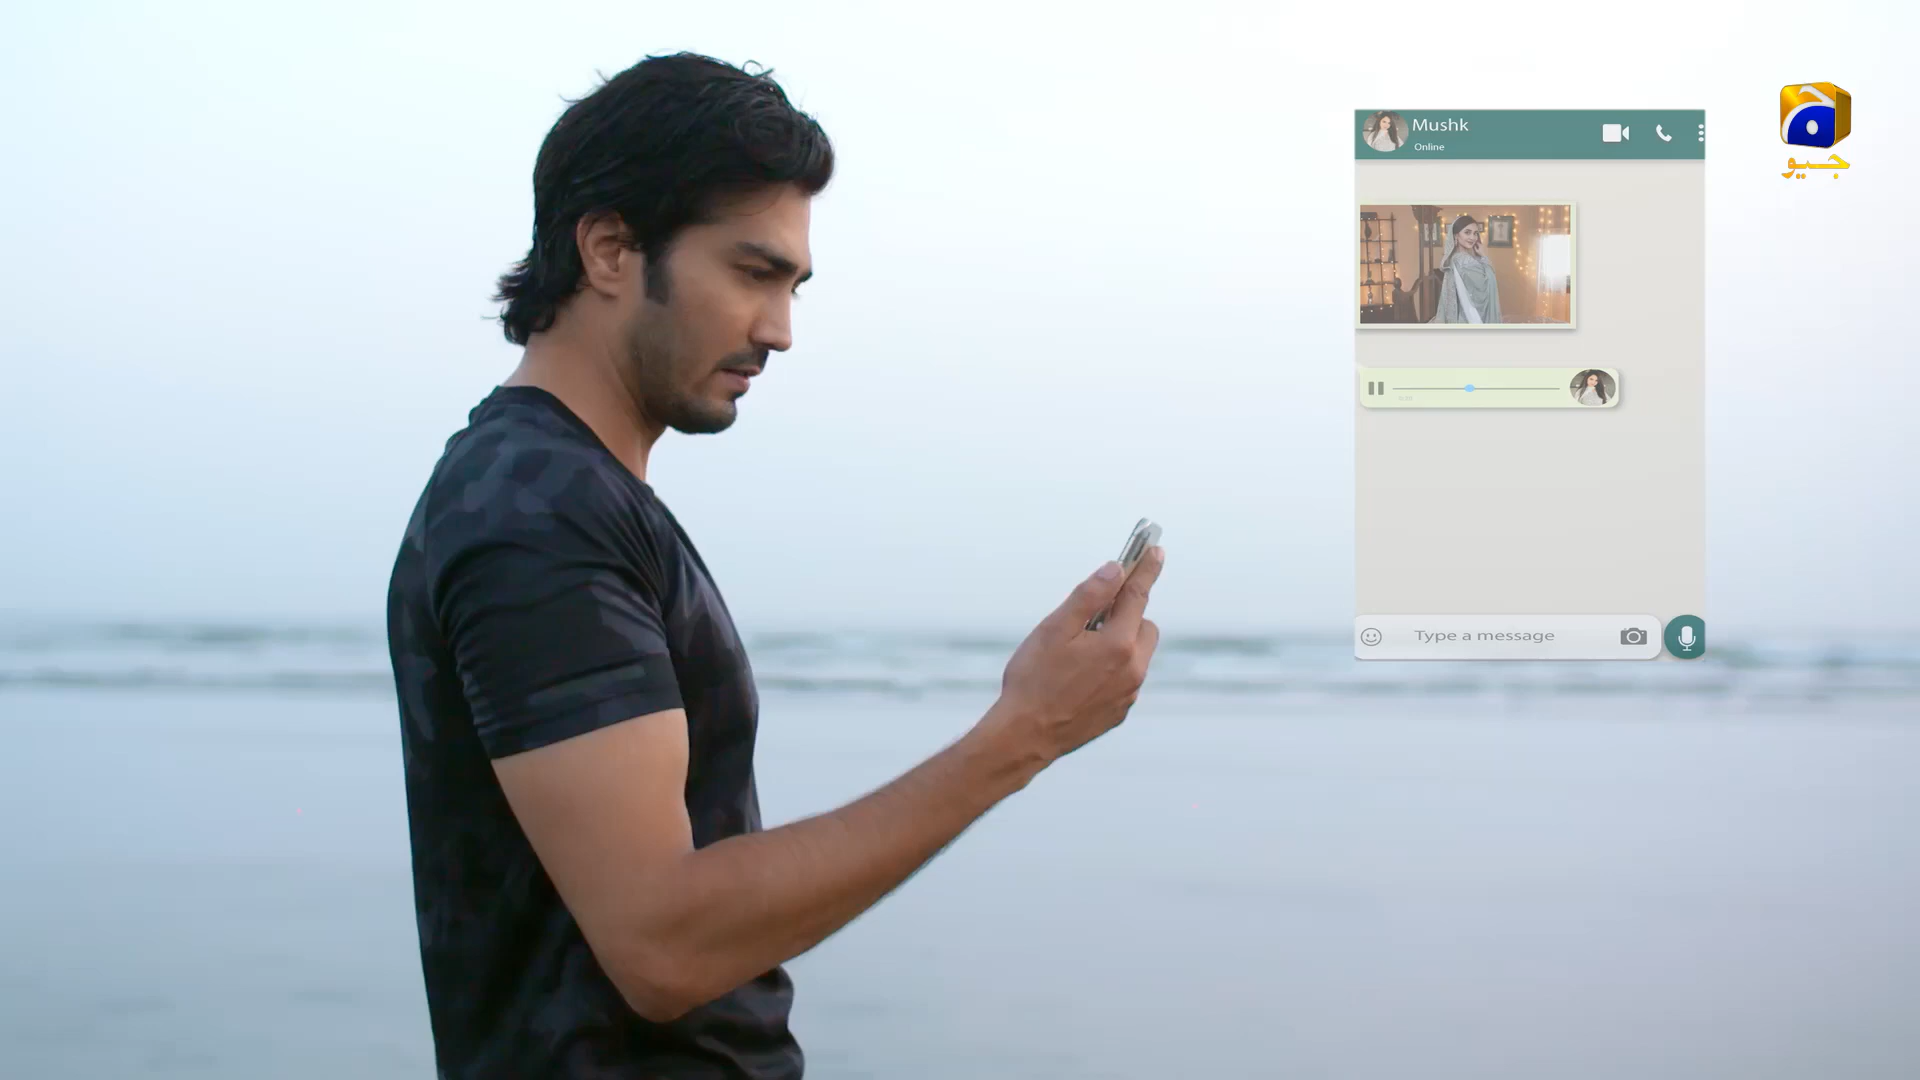 Mushk
Online
جیو
Type a message